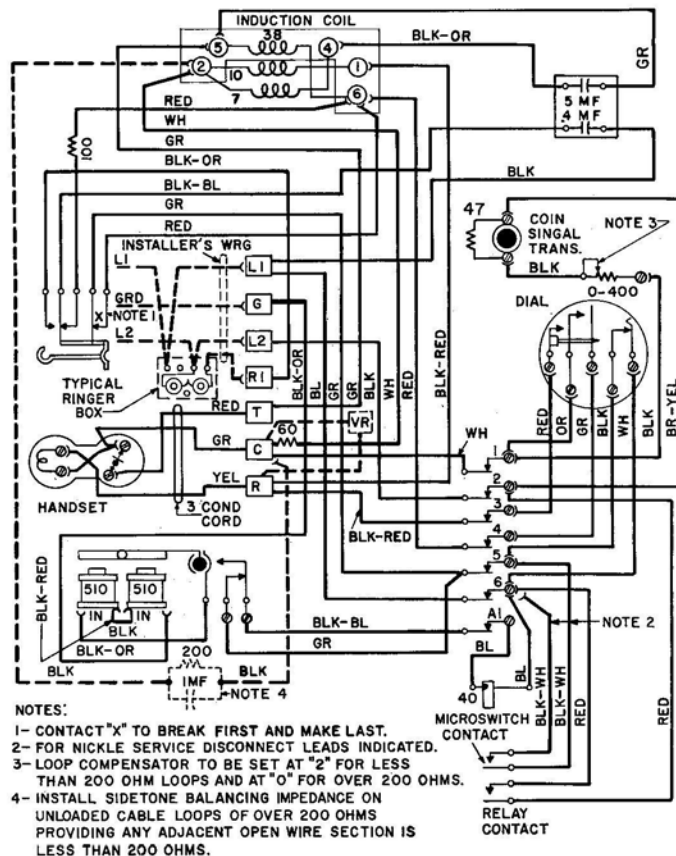 INDUCTION COIL
38
5
4
BLK-OR
GR
2
10
1
7
6
RED
WH
GR
5 MF
.4 MF
100
BLK-OR
BLK-BL
BLK
GR
RED
47
COIN
SINGAL
TRANS.
NOTE 3
INSTALLER'S WRG
L1
L1
BLK
0-400
GRD
G
X
NOTE 1
DIAL
L2
L2
TYPICAL
RINGER
BOX
R1
BLK-OR
BL
GR
GR
BLK
WH
RED
BLK-RED
RED
T
VR
RED
OR
GR
BLK
WH
BLK
BR-YEL
GR
C
60
WH
1
YEL
R
2
HANDSET
3 COND
CORD
BLK-RED
3
4
5
6
BLK-RED
510
510
IN
IN
BLK
BLK-OR
BLK-BL
A1
NOTE 2
GR
BLK
200
BLK
1MF
NOTE 4
BL
BL
40
BLK-WH
BLK-WH
RED
RED
MICROSWITCH
CONTACT
RELAY
CONTACT
NOTES:
1- CONTACT "X" TO BREAK FIRST AND MAKE LAST.
2- FOR NICKLE SERVICE DISCONNECT LEADS INDICATED.
3- LOOP COMPENSATOR TO BE SET AT "2" FOR LESS
THAN 200 OHM LOOPS AND AT "0" FOR OVER 200 OHMS.
4- INSTALL SIDETONE BALANCING IMPEDANCE ON
UNLOADED CABLE LOOPS OF OVER 200 OHMS
PROVIDING ANY ADJACENT OPEN WIRE SECTION IS
LESS THAN 200 OHMS.